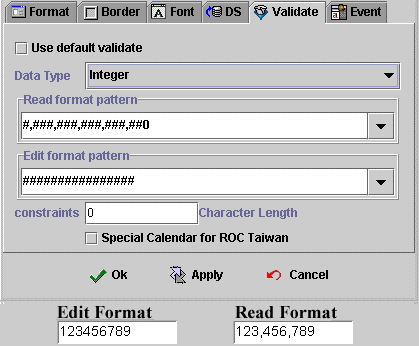 Format Border Font DS Validate Event
Use default validate
Data Type Integer
Read format pattern
#,###,###,###,###,##0
Edit format pattern
################
constraints 0 Character Length
Special Calendar for ROC Taiwan
Ok Apply Cancel
Edit Format Read Format
123456789 123,456,789